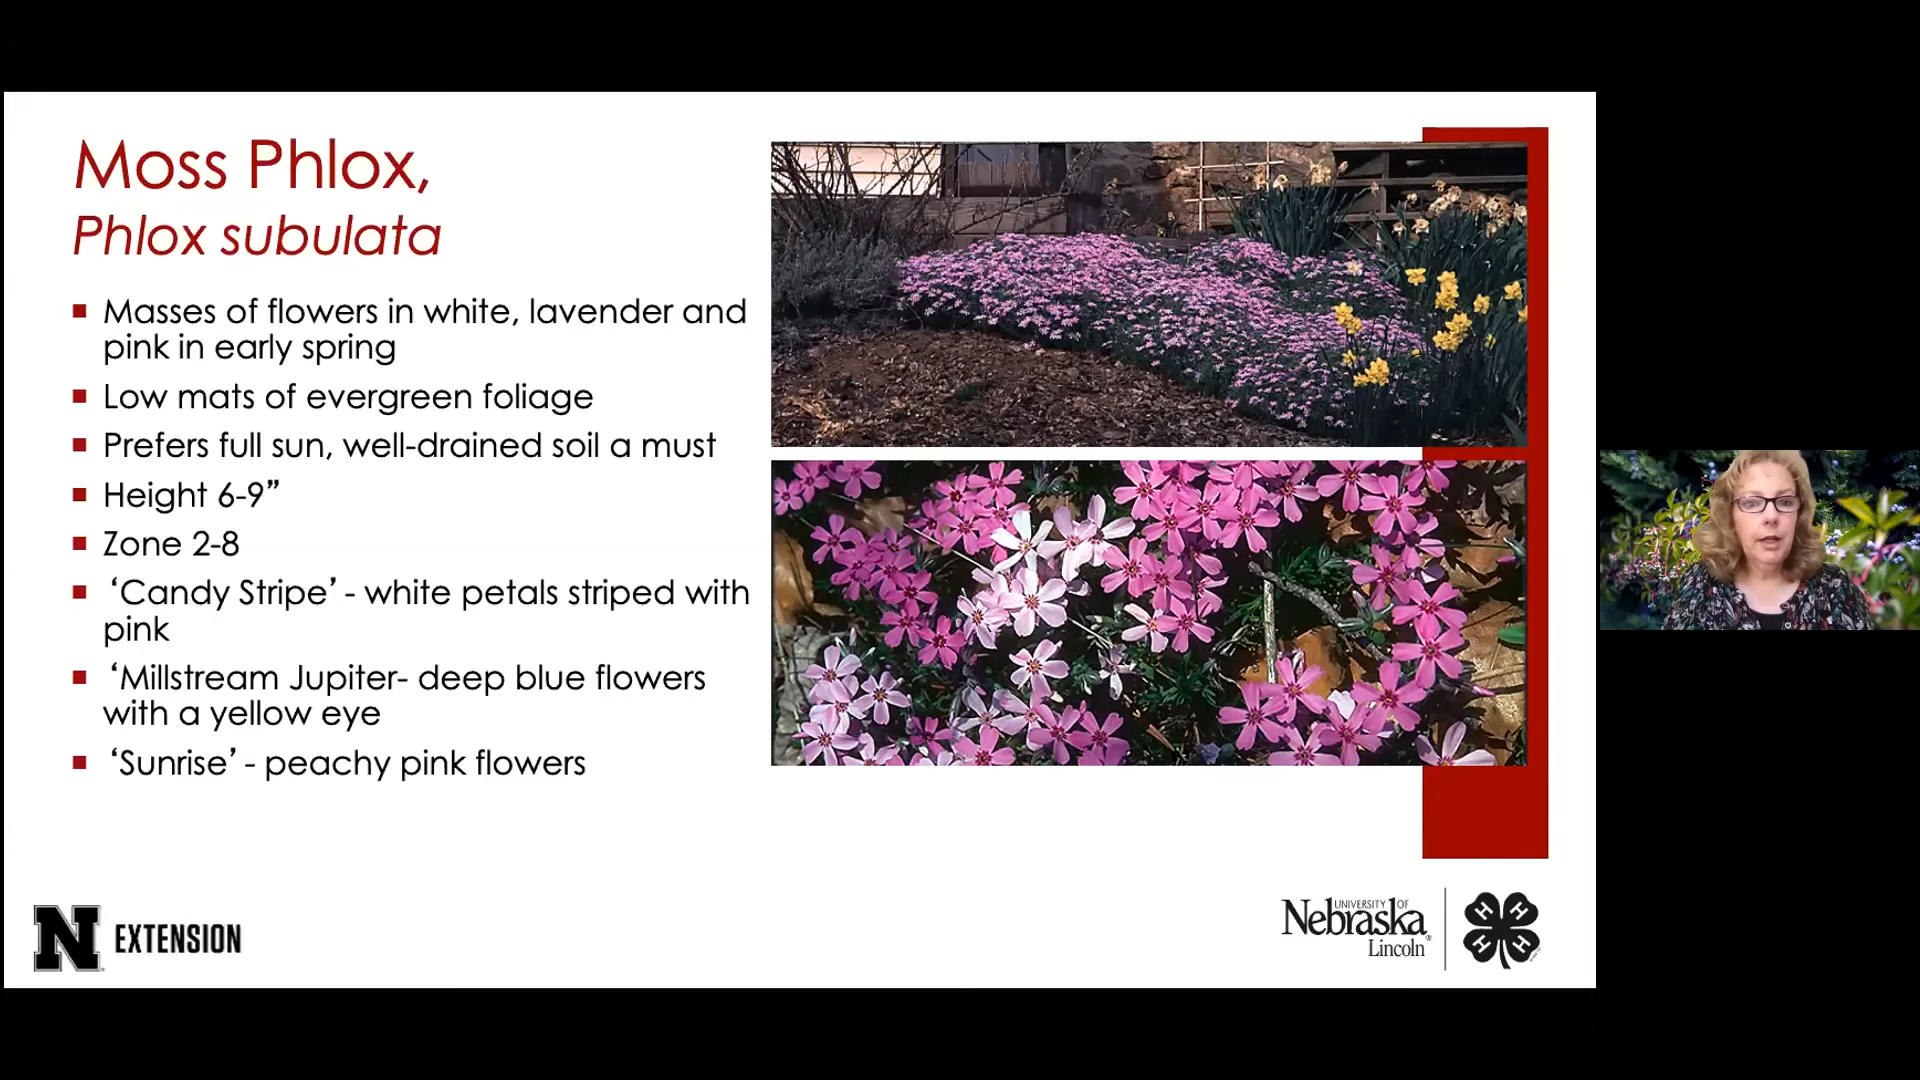 Moss Phlox,
Phlox subulata
▪ Masses of flowers in white, lavender and
pink in early spring
▪ Low mats of evergreen foliage
▪ Prefers full sun, well-drained soil a must
▪ Height 6-9”
▪ Zone 2-8
▪ ‘Candy Stripe’ - white petals striped with
pink
▪ ‘Millstream Jupiter- deep blue flowers
with a yellow eye
▪ ‘Sunrise’ - peachy pink flowers
N EXTENSION
UNIVERSITY OF
Nebraska®
Lincoln
H H
H H